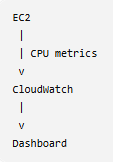 EC2
|
| CPU metrics
v
CloudWatch
|
v
Dashboard